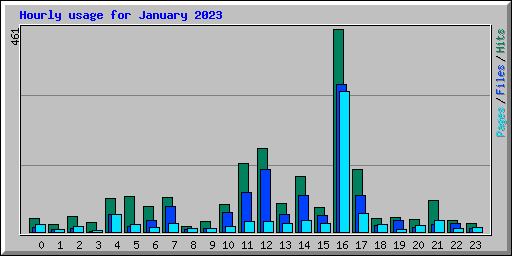 Hourly usage for January 2023
461
Pages/Files/Hits
0 1 2 3 4 5 6 7 8 9 10 11 12 13 14 15 16 17 18 19 20 21 22 23